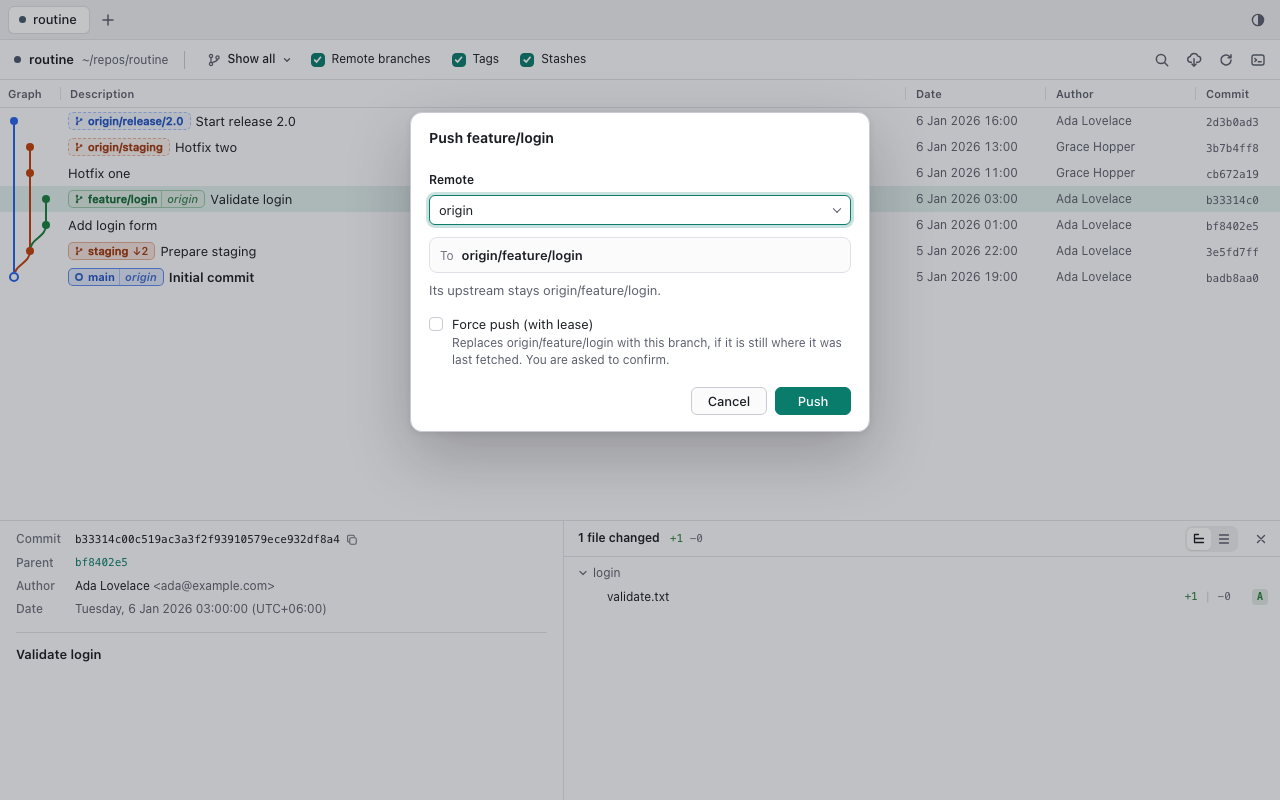 routine
routine ~/repos/routine Show all Remote branches Tags Stashes
Graph Description Date Author Commit
origin/release/2.0 Start release 2.0 6 Jan 2026 16:00 Ada Lovelace 2d3b0ad3
origin/staging Hotfix two 6 Jan 2026 13:00 Grace Hopper 3b7b4ff8
Hotfix one 6 Jan 2026 11:00 Grace Hopper cb672a19
feature/login origin Validate login 6 Jan 2026 03:00 Ada Lovelace b33314c0
Add login form 6 Jan 2026 01:00 Ada Lovelace bf8402e5
staging ↓2 Prepare staging 5 Jan 2026 22:00 Ada Lovelace 3e5fd7ff
main origin Initial commit 5 Jan 2026 19:00 Ada Lovelace badb8aa0
Push feature/login
Remote
origin
To origin/feature/login
Its upstream stays origin/feature/login.
Force push (with lease)
Replaces origin/feature/login with this branch, if it is still where it was
last fetched. You are asked to confirm.
Cancel Push
Commit b33314c00c519ac3a3f2f93910579ece932df8a4
Parent bf8402e5
Author Ada Lovelace <ada@example.com>
Date Tuesday, 6 Jan 2026 03:00:00 (UTC+06:00)
Validate login
1 file changed +1 −0
login
validate.txt +1 | −0 A